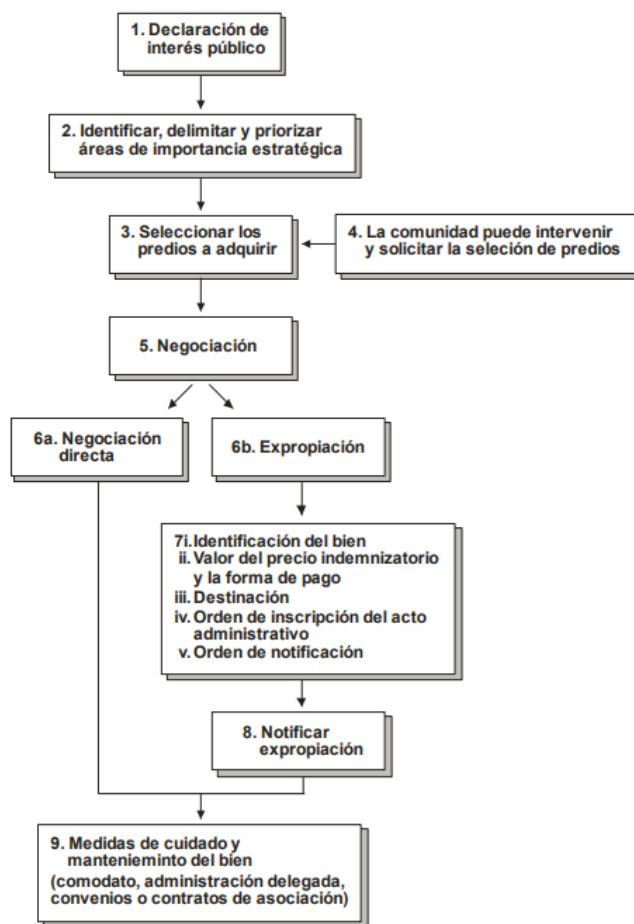 1. Declaración de
interés público
2. Identificar, delimitar y priorizar
áreas de importancia estratégica
3. Seleccionar los
predios a adquirir
4. La comunidad puede intervenir
y solicitar la seleción de predios
5. Negociación
6a. Negociación
directa
6b. Expropiación
7i. Identificación del bien
ii. Valor del precio indemnizatorio
y la forma de pago
iii. Destinación
iv. Orden de inscripción del acto
administrativo
v. Orden de notificación
8. Notificar
expropiación
9. Medidas de cuidado y
mantenieminto del bien
(comodato, administración delegada,
convenios o contratos de asociación)